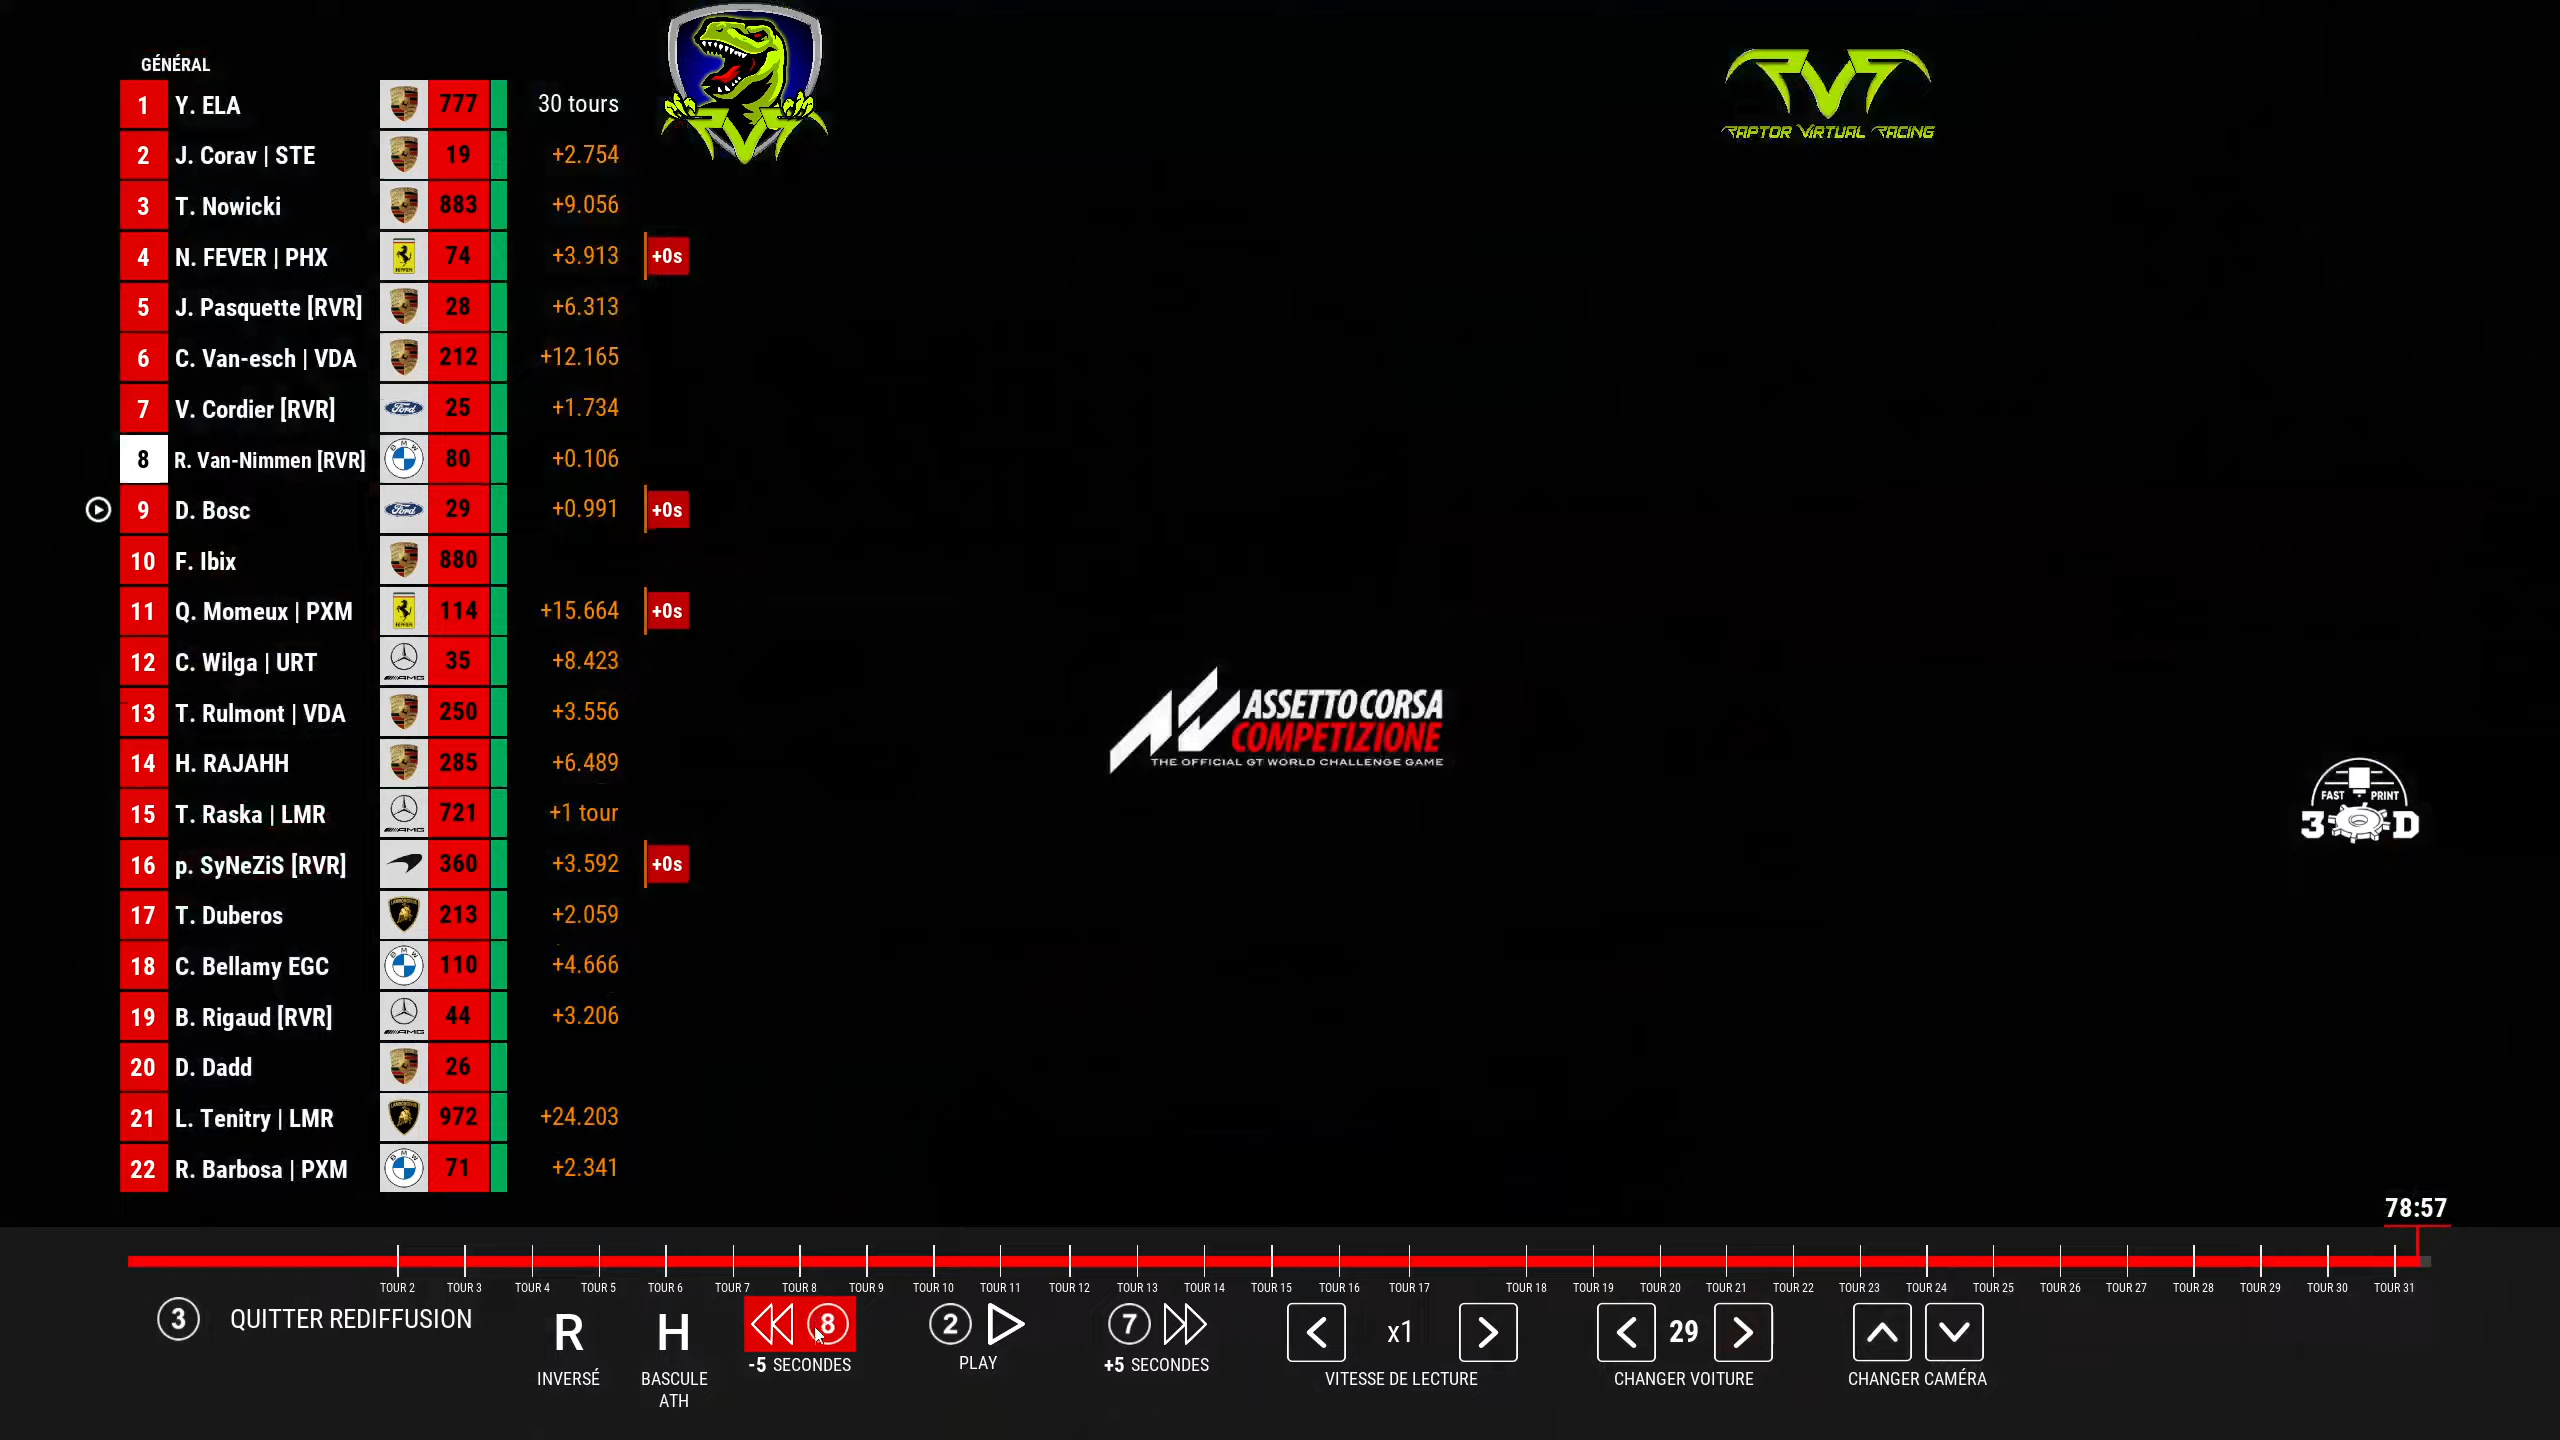 GÉNÉRAL
1 Y. ELA 777 30 tours
2 J. Corav | STE 19 +2.754
3 T. Nowicki 883 +9.056
4 N. FEVER | PHX 74 +3.913 +0s
5 J. Pasquette [RVR] 28 +6.313
6 C. Van-esch | VDA 212 +12.165
7 V. Cordier [RVR] Ford 25 +1.734
8 R. Van-Nimmen [RVR] BMW 80 +0.106
9 D. Bosc Ford 29 +0.991 +0s
10 F. Ibix 880
11 Q. Momeux | PXM 114 +15.664 +0s
12 C. Wilga | URT AMG 35 +8.423
13 T. Rulmont | VDA 250 +3.556
14 H. RAJAHH 285 +6.489
15 T. Raska | LMR AMG 721 +1 tour
16 p. SyNeZiS [RVR] 360 +3.592 +0s
17 T. Duberos 213 +2.059
18 C. Bellamy EGC BMW 110 +4.666
19 B. Rigaud [RVR] AMG 44 +3.206
20 D. Dadd 26
21 L. Tenitry | LMR 972 +24.203
22 R. Barbosa | PXM BMW 71 +2.341
RVR
RVR
RAPTOR VIRTUAL RACING
ASSETTO CORSA
COMPETIZIONE
THE OFFICIAL GT WORLD CHALLENGE GAME
FAST PRINT
3 D
78:57
TOUR 2 TOUR 3 TOUR 4 TOUR 5 TOUR 6 TOUR 7 TOUR 8 TOUR 9 TOUR 10 TOUR 11 TOUR 12 TOUR 13 TOUR 14 TOUR 15 TOUR 16 TOUR 17 TOUR 18 TOUR 19 TOUR 20 TOUR 21 TOUR 22 TOUR 23 TOUR 24 TOUR 25 TOUR 26 TOUR 27 TOUR 28 TOUR 29 TOUR 30 TOUR 31
3 QUITTER REDIFFUSION
R
INVERSÉ
H
BASCULE
ATH
8
-5 SECONDES
2
PLAY
7
+5 SECONDES
x1
VITESSE DE LECTURE
29
CHANGER VOITURE
CHANGER CAMÉRA